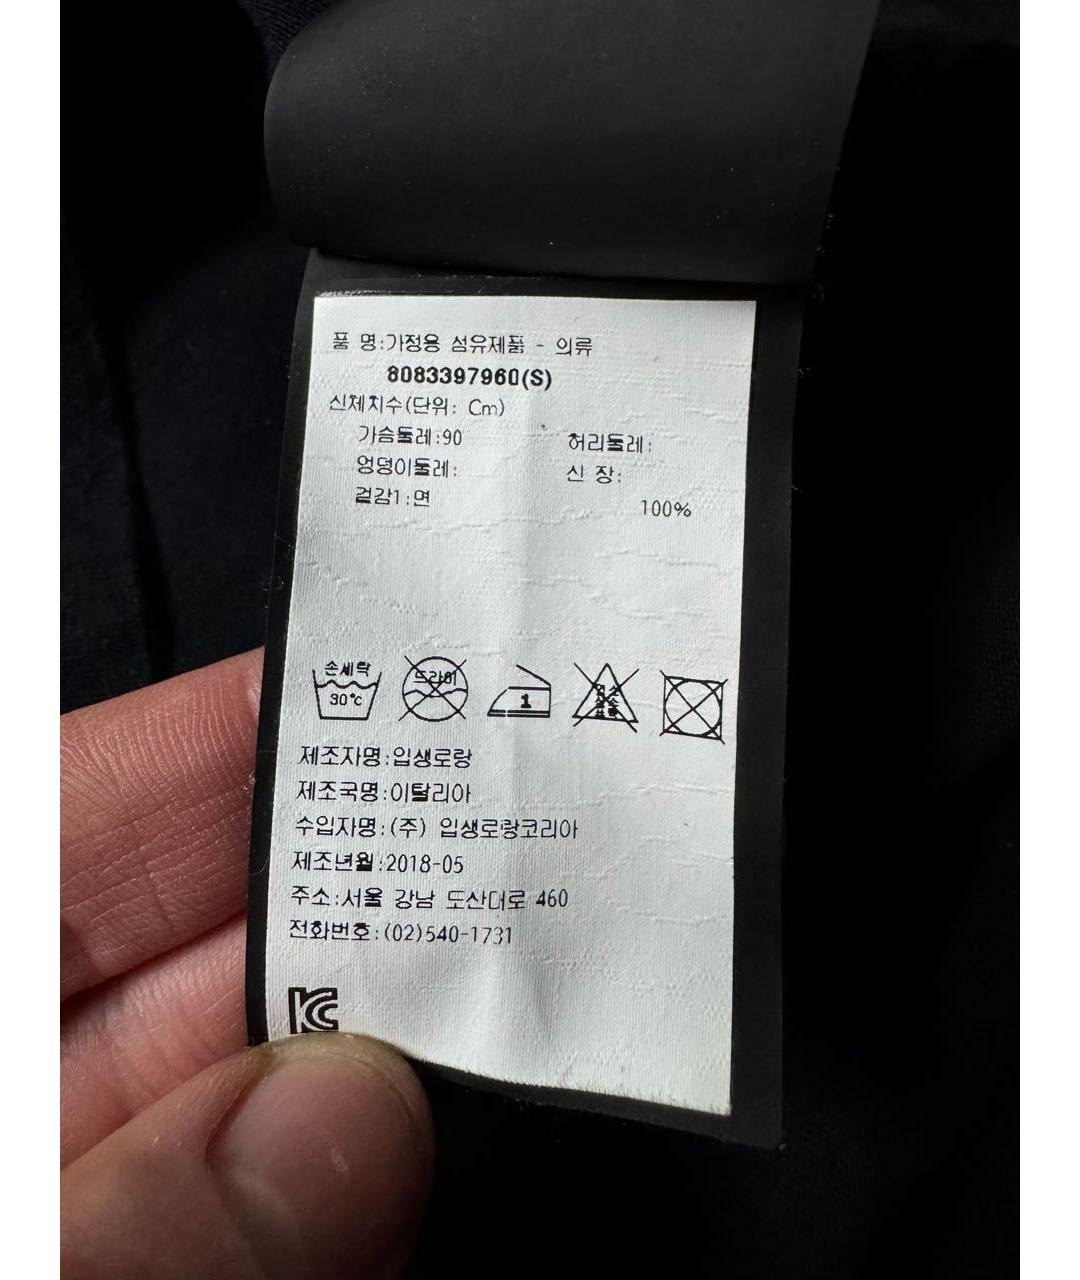 품 명:가정용 섬유제품 - 의류
8083397960(S)
신체치수(단위: Cm)
가슴둘레:90 허리둘레:
엉덩이둘레: 신 장:
겉감1:면 100%
손세탁 드라이
30℃ 1
제조자명:입생로랑
제조국명:이탈리아
수입자명:(주) 입생로랑코리아
제조년월:2018-05
주소:서울 강남 도산대로 460
전화번호:(02)540-1731
KC